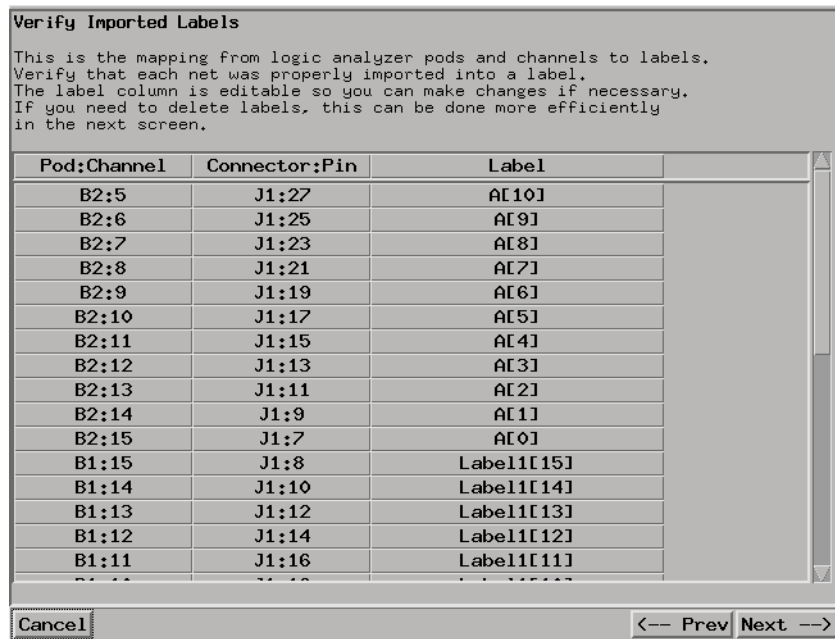 Verify Imported Labels
This is the mapping from logic analyzer pods and channels to labels.
Verify that each net was properly imported into a label.
The label column is editable so you can make changes if necessary.
If you need to delete labels, this can be done more efficiently
in the next screen.
Pod:Channel Connector:Pin Label
B2:5 J1:27 A[10]
B2:6 J1:25 A[9]
B2:7 J1:23 A[8]
B2:8 J1:21 A[7]
B2:9 J1:19 A[6]
B2:10 J1:17 A[5]
B2:11 J1:15 A[4]
B2:12 J1:13 A[3]
B2:13 J1:11 A[2]
B2:14 J1:9 A[1]
B2:15 J1:7 A[0]
B1:15 J1:8 Label1[15]
B1:14 J1:10 Label1[14]
B1:13 J1:12 Label1[13]
B1:12 J1:14 Label1[12]
B1:11 J1:16 Label1[11]
Cancel <-- Prev Next -->